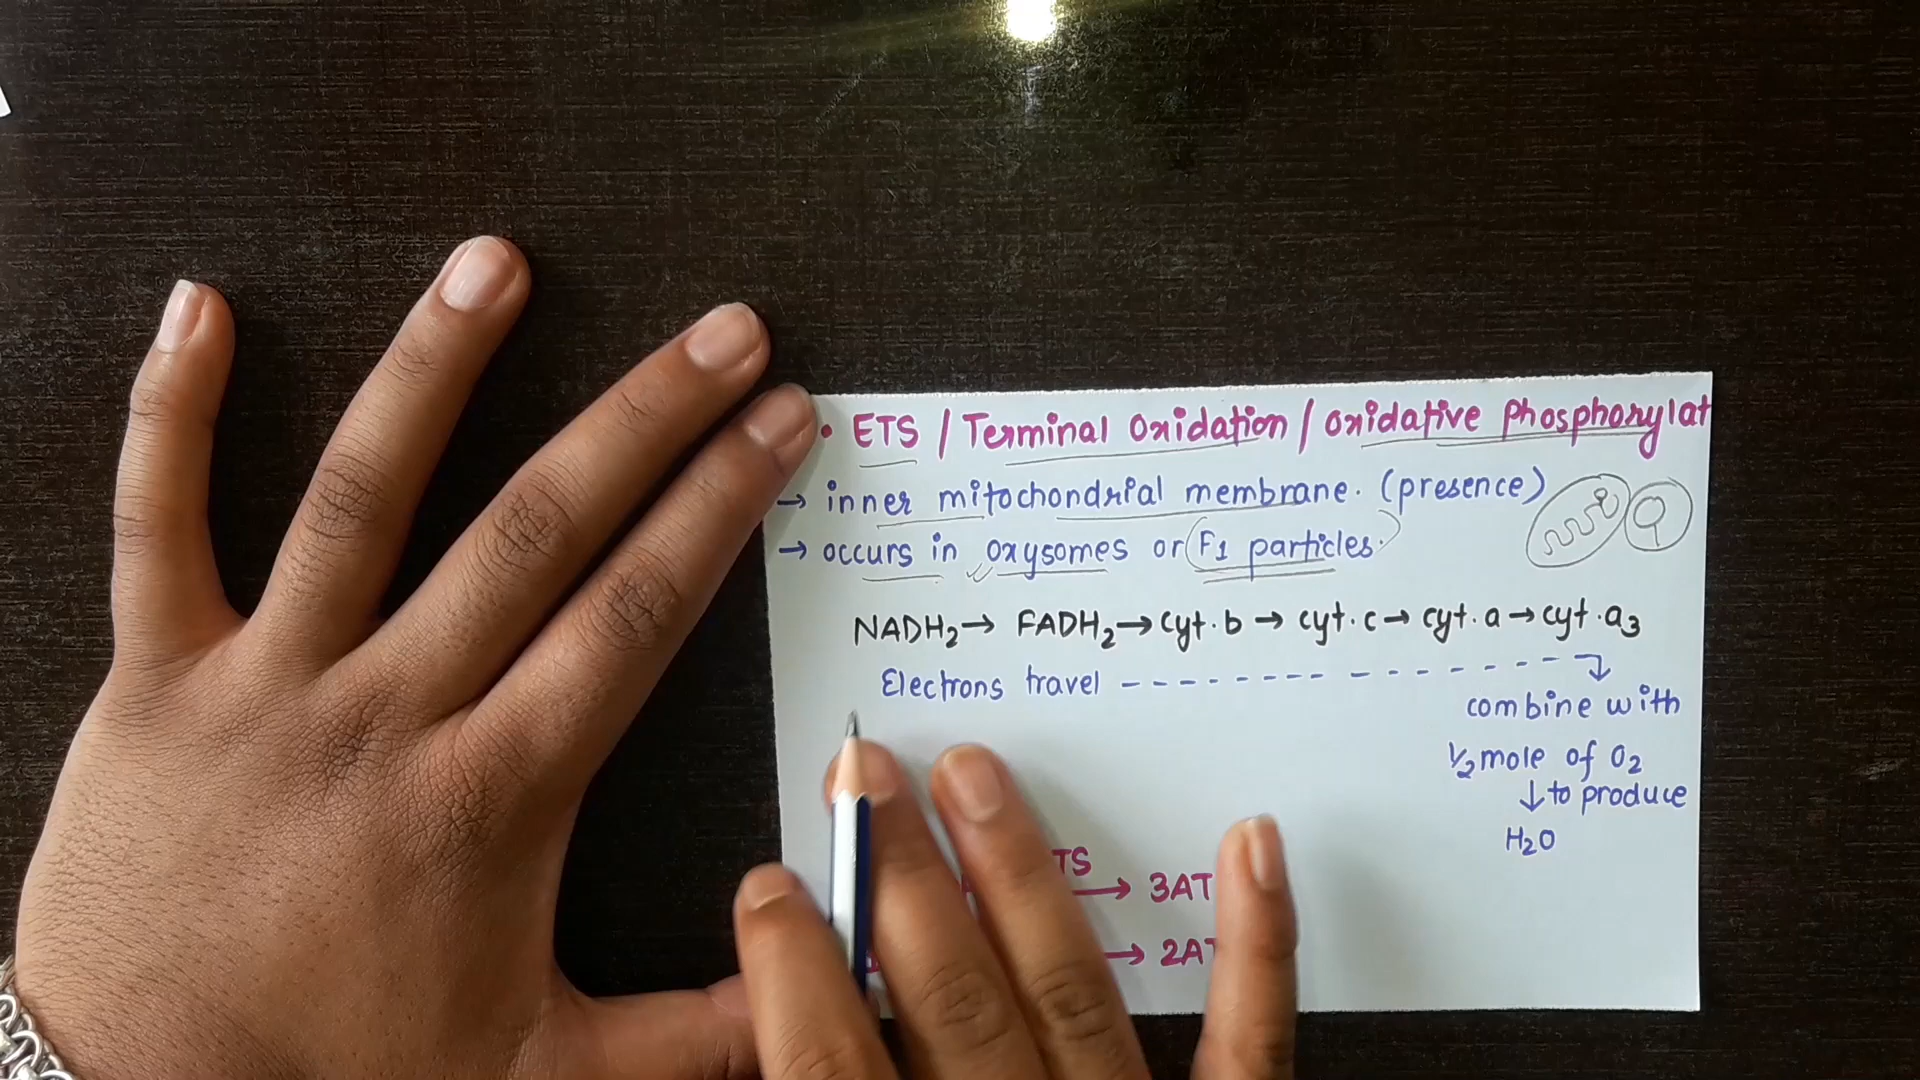 • ETS / Terminal Oxidation / Oxidative Phosphorylat
→ inner mitochondrial membrane. (presence)
→ occurs in oxysomes or F1 particles.
NADH2 → FADH2 → cyt.b → cyt.c → cyt.a → cyt.a3
Electrons travel
combine with
1/2 mole of O2
↓ to produce
H2O
TS
→ 3AT
→ 2AT